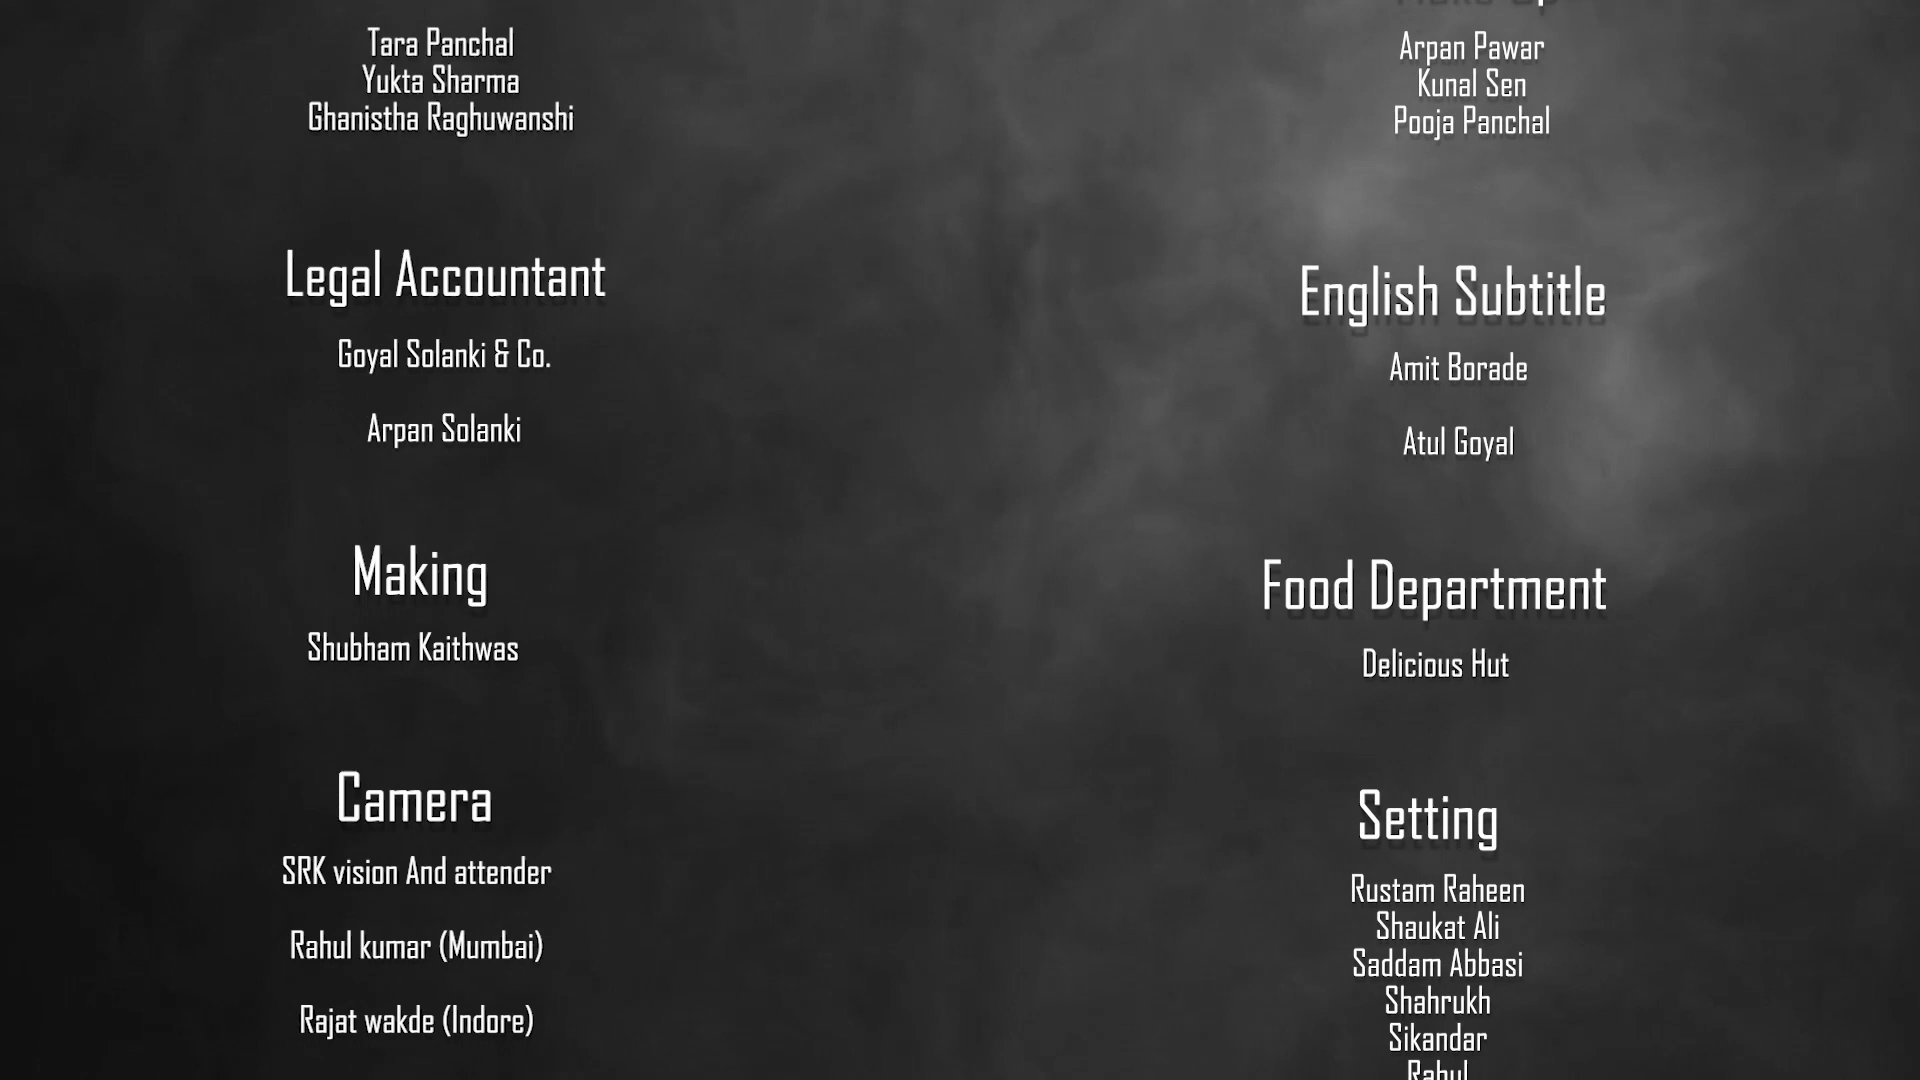 Tara Panchal
Yukta Sharma
Ghanistha Raghuwanshi
Legal Accountant
Goyal Solanki & Co.
Arpan Solanki
Making
Shubham Kaithwas
Camera
SRK vision And attender
Rahul kumar (Mumbai)
Rajat wakde (Indore)
Arpan Pawar
Kunal Sen
Pooja Panchal
English Subtitle
Amit Borade
Atul Goyal
Food Department
Delicious Hut
Setting
Rustam Raheen
Shaukat Ali
Saddam Abbasi
Shahrukh
Sikandar
Rahul